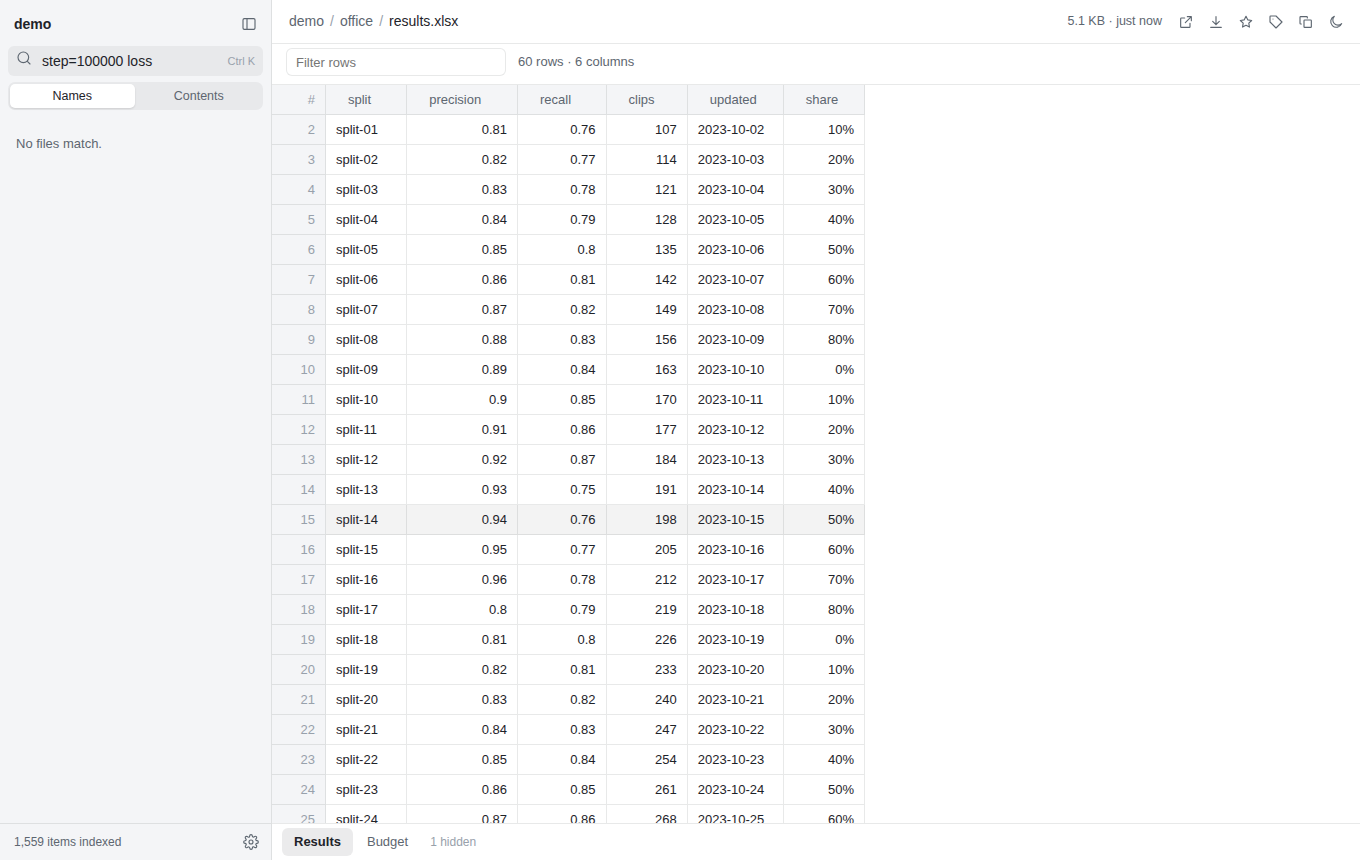 demo
step=100000 loss Ctrl K
Names Contents
No files match.
1,559 items indexed
demo / office / results.xlsx 5.1 KB · just now
Filter rows 60 rows · 6 columns
# split precision recall clips updated share
2 split-01 0.81 0.76 107 2023-10-02 10%
3 split-02 0.82 0.77 114 2023-10-03 20%
4 split-03 0.83 0.78 121 2023-10-04 30%
5 split-04 0.84 0.79 128 2023-10-05 40%
6 split-05 0.85 0.8 135 2023-10-06 50%
7 split-06 0.86 0.81 142 2023-10-07 60%
8 split-07 0.87 0.82 149 2023-10-08 70%
9 split-08 0.88 0.83 156 2023-10-09 80%
10 split-09 0.89 0.84 163 2023-10-10 0%
11 split-10 0.9 0.85 170 2023-10-11 10%
12 split-11 0.91 0.86 177 2023-10-12 20%
13 split-12 0.92 0.87 184 2023-10-13 30%
14 split-13 0.93 0.75 191 2023-10-14 40%
15 split-14 0.94 0.76 198 2023-10-15 50%
16 split-15 0.95 0.77 205 2023-10-16 60%
17 split-16 0.96 0.78 212 2023-10-17 70%
18 split-17 0.8 0.79 219 2023-10-18 80%
19 split-18 0.81 0.8 226 2023-10-19 0%
20 split-19 0.82 0.81 233 2023-10-20 10%
21 split-20 0.83 0.82 240 2023-10-21 20%
22 split-21 0.84 0.83 247 2023-10-22 30%
23 split-22 0.85 0.84 254 2023-10-23 40%
24 split-23 0.86 0.85 261 2023-10-24 50%
25 split-24 0.87 0.86 268 2023-10-25 60%
Results Budget 1 hidden